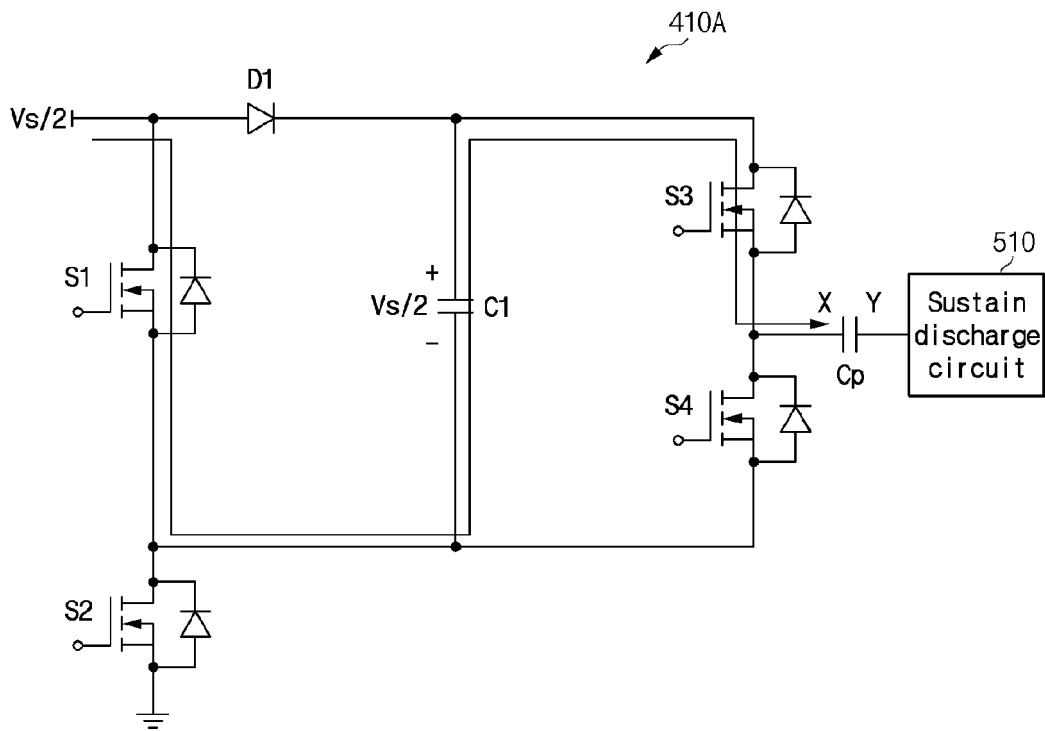 410A
D1
Vs/2
S3
510
S1
+
Vs/2
C1
−
X
Y
Sustain
discharge
circuit
Cp
S4
S2